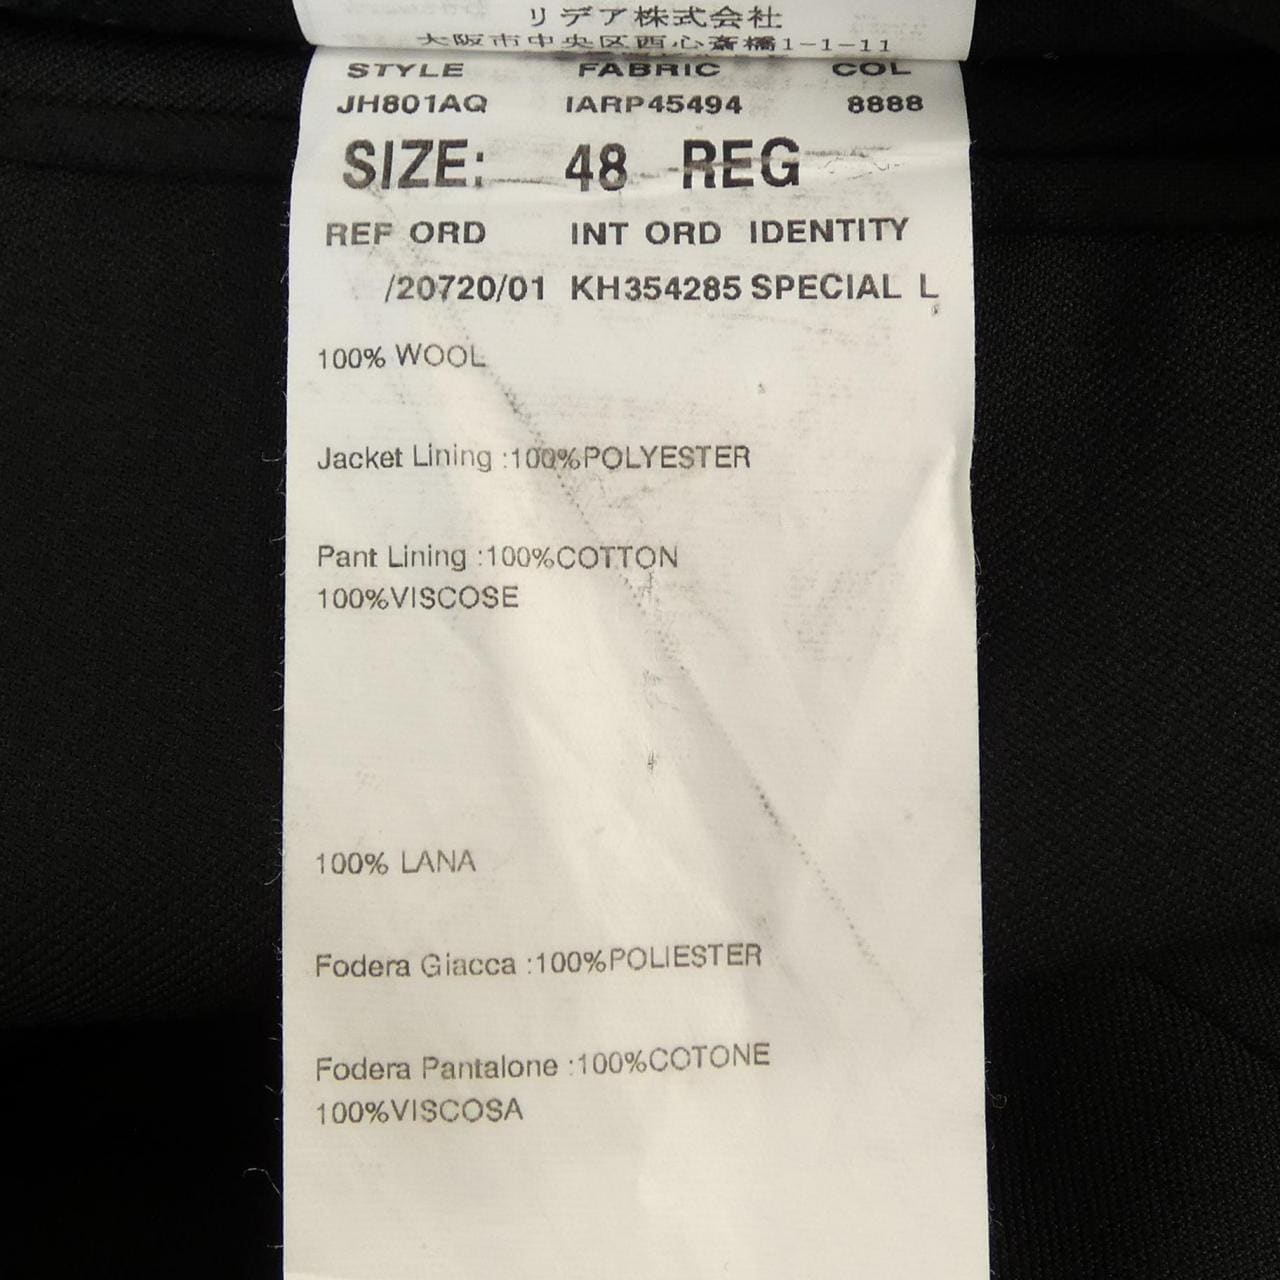 リデア株式会社
大阪市中央区西心斎橋1-1-11
STYLE FABRIC COL
JH801AQ IARP45494 8888
SIZE: 48 REG
REF ORD INT ORD IDENTITY
/20720/01 KH354285 SPECIAL L
100% WOOL
Jacket Lining :100%POLYESTER
Pant Lining :100%COTTON
100%VISCOSE
100% LANA
Fodera Giacca :100%POLIESTER
Fodera Pantalone :100%COTONE
100%VISCOSA